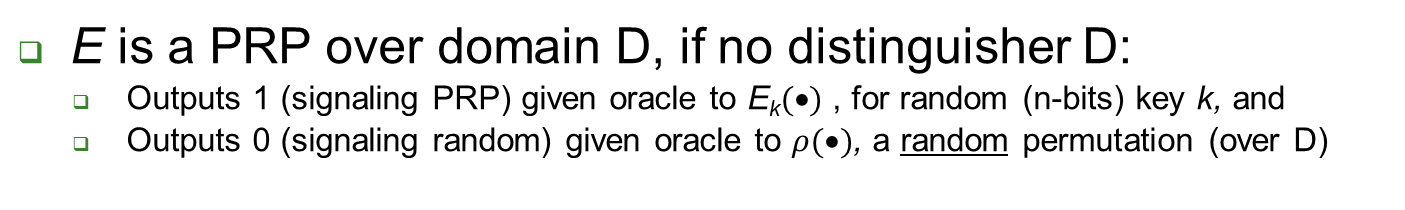 E is a PRP over domain D, if no distinguisher D:
Outputs 1 (signaling PRP) given oracle to Eₖ(•) , for random (n-bits) key k, and
Outputs 0 (signaling random) given oracle to ρ(•), a random permutation (over D)